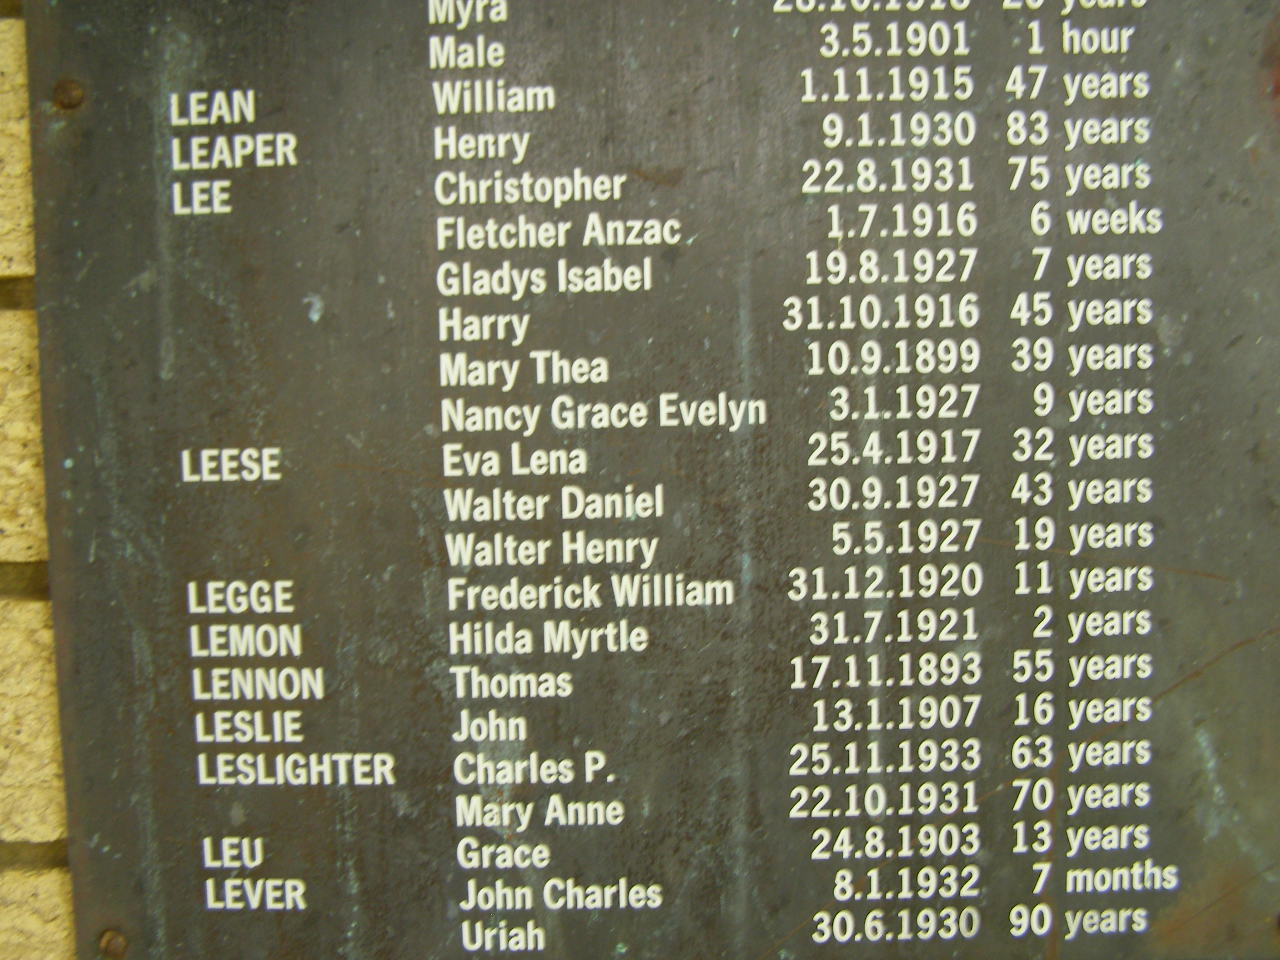 Myra 28.10.1918 26 years
Male 3.5.1901 1 hour
LEAN William 1.11.1915 47 years
LEAPER Henry 9.1.1930 83 years
LEE Christopher 22.8.1931 75 years
Fletcher Anzac 1.7.1916 6 weeks
Gladys Isabel 19.8.1927 7 years
Harry 31.10.1916 45 years
Mary Thea 10.9.1899 39 years
Nancy Grace Evelyn 3.1.1927 9 years
LEESE Eva Lena 25.4.1917 32 years
Walter Daniel 30.9.1927 43 years
Walter Henry 5.5.1927 19 years
LEGGE Frederick William 31.12.1920 11 years
LEMON Hilda Myrtle 31.7.1921 2 years
LENNON Thomas 17.11.1893 55 years
LESLIE John 13.1.1907 16 years
LESLIGHTER Charles P. 25.11.1933 63 years
Mary Anne 22.10.1931 70 years
LEU Grace 24.8.1903 13 years
LEVER John Charles 8.1.1932 7 months
Uriah 30.6.1930 90 years